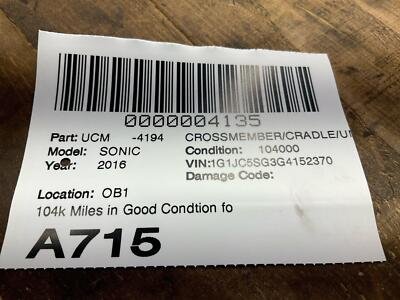 0000004135
Part: UCM -4194 CROSSMEMBER/CRADLE/
Model: SONIC Condition: 104000
Year: 2016 VIN:1G1JC5SG3G4152370
Damage Code:
Location: OB1
104k Miles in Good Condtion fo
A715